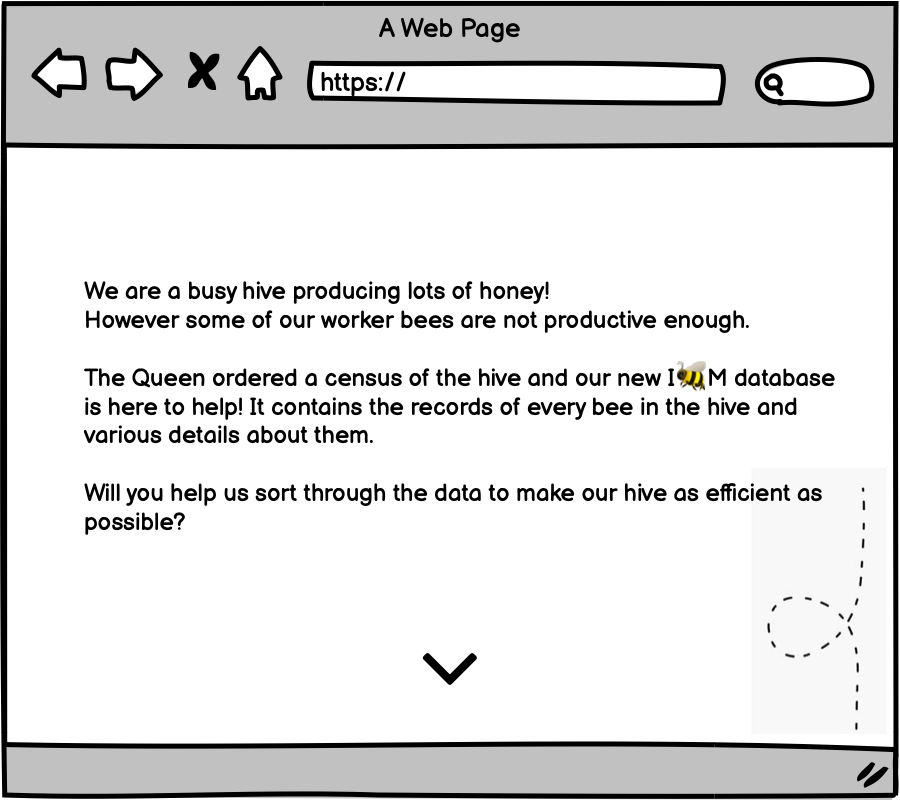 A Web Page
https://
We are a busy hive producing lots of honey!
However some of our worker bees are not productive enough.
The Queen ordered a census of the hive and our new I🐝M database
is here to help! It contains the records of every bee in the hive and
various details about them.
Will you help us sort through the data to make our hive as efficient as
possible?